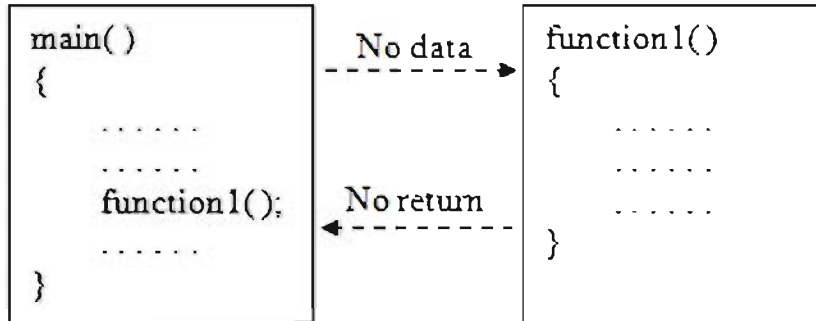 main( )
{
. . . . . .
. . . . . .
function1();
. . . . . .
}
No data
No return
function1()
{
. . . . . .
. . . . . .
. . . . . .
}